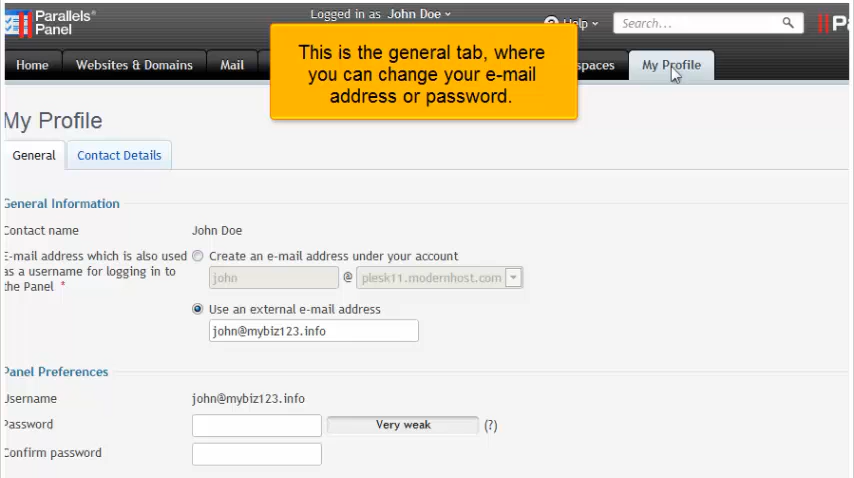 Parallels®
Panel
Logged in as John Doe
Help
Search...
This is the general tab, where
you can change your e-mail
address or password.
Home
Websites & Domains
Mail
My Profile
My Profile
General
Contact Details
General Information
Contact name
John Doe
E-mail address which is also used
as a username for logging in to
the Panel *
Create an e-mail address under your account
john @ plesk11.modernhost.com
Use an external e-mail address
john@mybiz123.info
Panel Preferences
Username
john@mybiz123.info
Password
Very weak
(?)
Confirm password